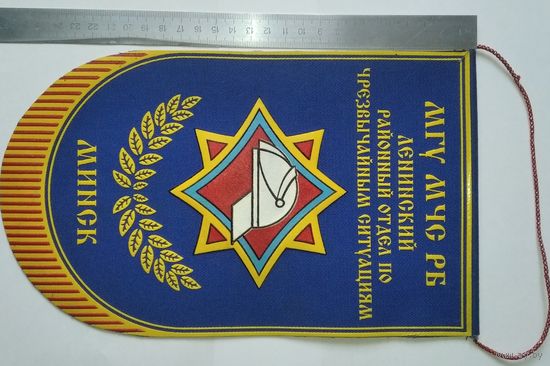 МГУ МЧС РБ
ЛЕНИНСКИЙ
РАЙОННЫЙ ОТДЕЛ ПО
ЧРЕЗВЫЧАЙНЫМ СИТУАЦИЯМ
МИНСК